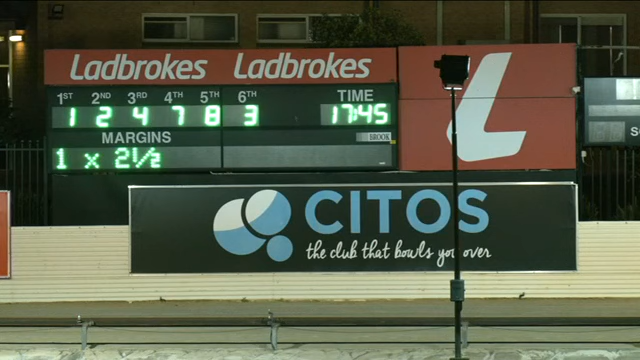 Ladbrokes Ladbrokes
1ST 2ND 3RD 4TH 5TH 6TH TIME
1 2 4 7 8 3 17:45
MARGINS BROOK
1 x 2½
L
CITOS
the club that bowls you over